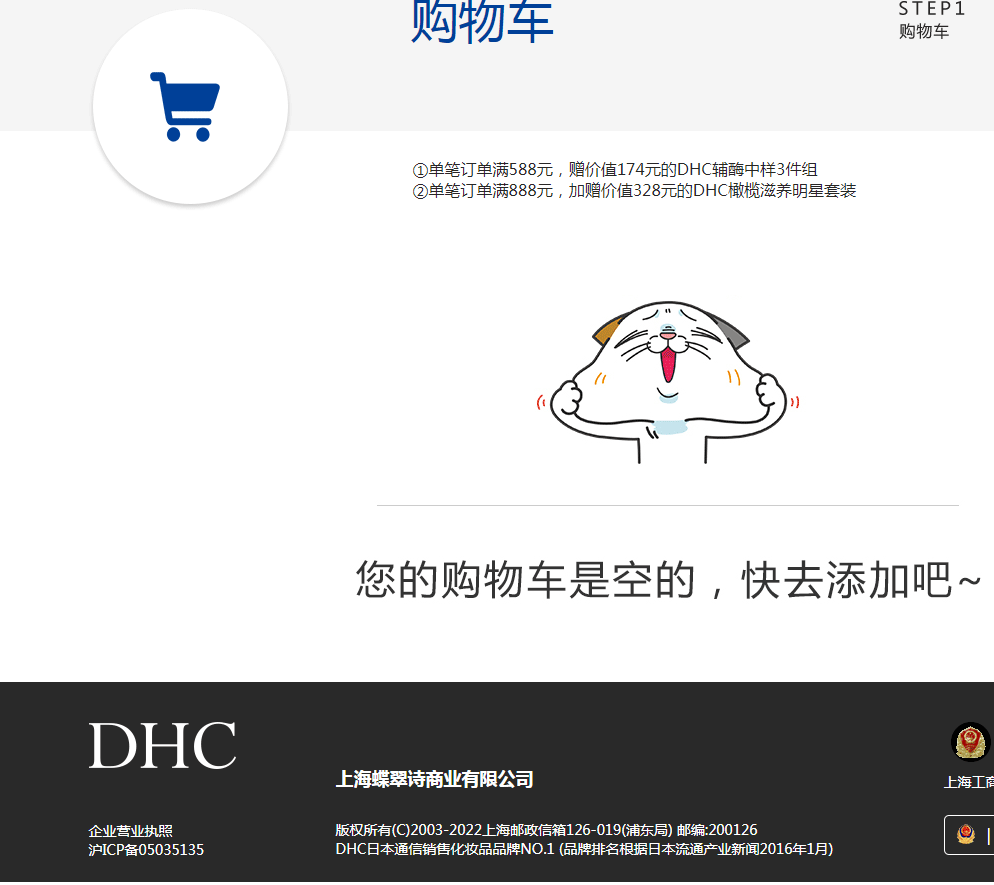 购物车
STEP1
购物车
①单笔订单满588元，赠价值174元的DHC辅酶中样3件组
②单笔订单满888元，加赠价值328元的DHC橄榄滋养明星套装
您的购物车是空的，快去添加吧~
DHC
上海蝶翠诗商业有限公司
上海工商
企业营业执照
沪ICP备05035135
版权所有(C)2003-2022上海邮政信箱126-019(浦东局) 邮编:200126
DHC日本通信销售化妆品品牌NO.1 (品牌排名根据日本流通产业新闻2016年1月)